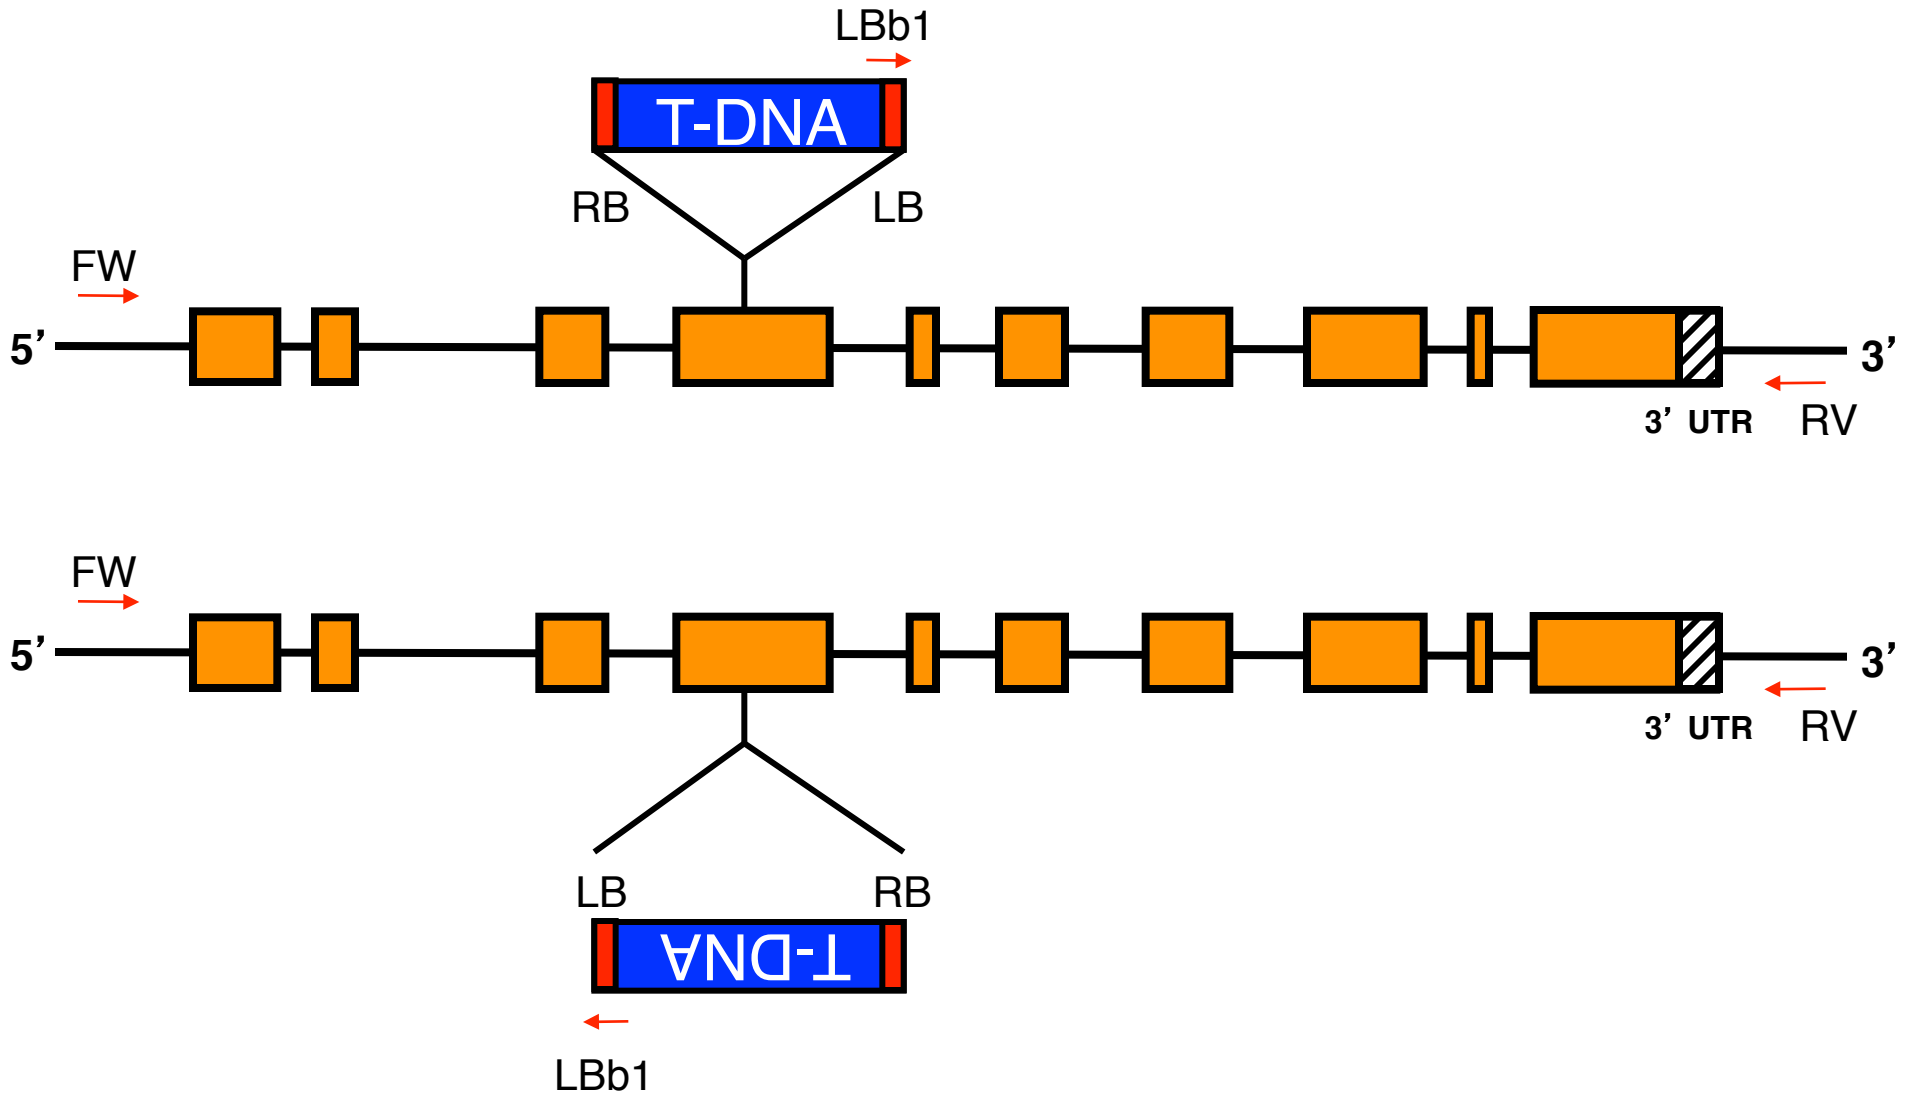 LBb1
T-DNA
RB
LB
FW
5’
3’
3’ UTR
RV
FW
5’
3’
3’ UTR
RV
LB
RB
T-DNA
LBb1